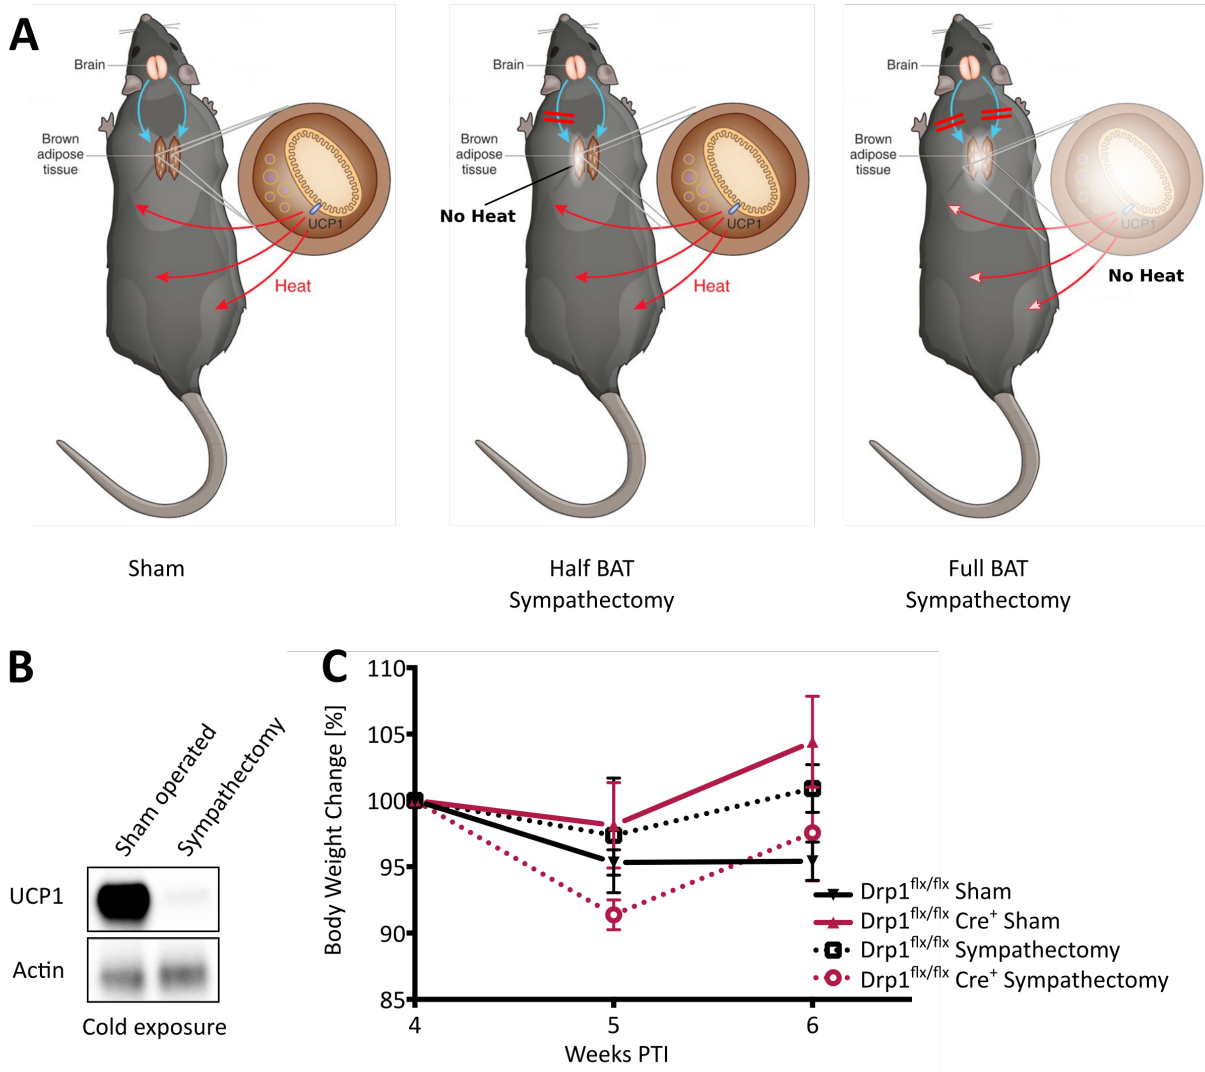 A
Brain
Brown
adipose
tissue
UCP1
Heat
Sham
Brain
Brown
adipose
tissue
No Heat
UCP1
Heat
Half BAT
Sympathectomy
Brain
Brown
adipose
tissue
UCP1
No Heat
Full BAT
Sympathectomy
B
Sham operated
Sympathectomy
UCP1
Actin
Cold exposure
C
Body Weight Change [%]
110
105
100
95
90
85
4
5
6
Weeks PTI
Drp1flx/flx Sham
Drp1flx/flx Cre+ Sham
Drp1flx/flx Sympathectomy
Drp1flx/flx Cre+ Sympathectomy